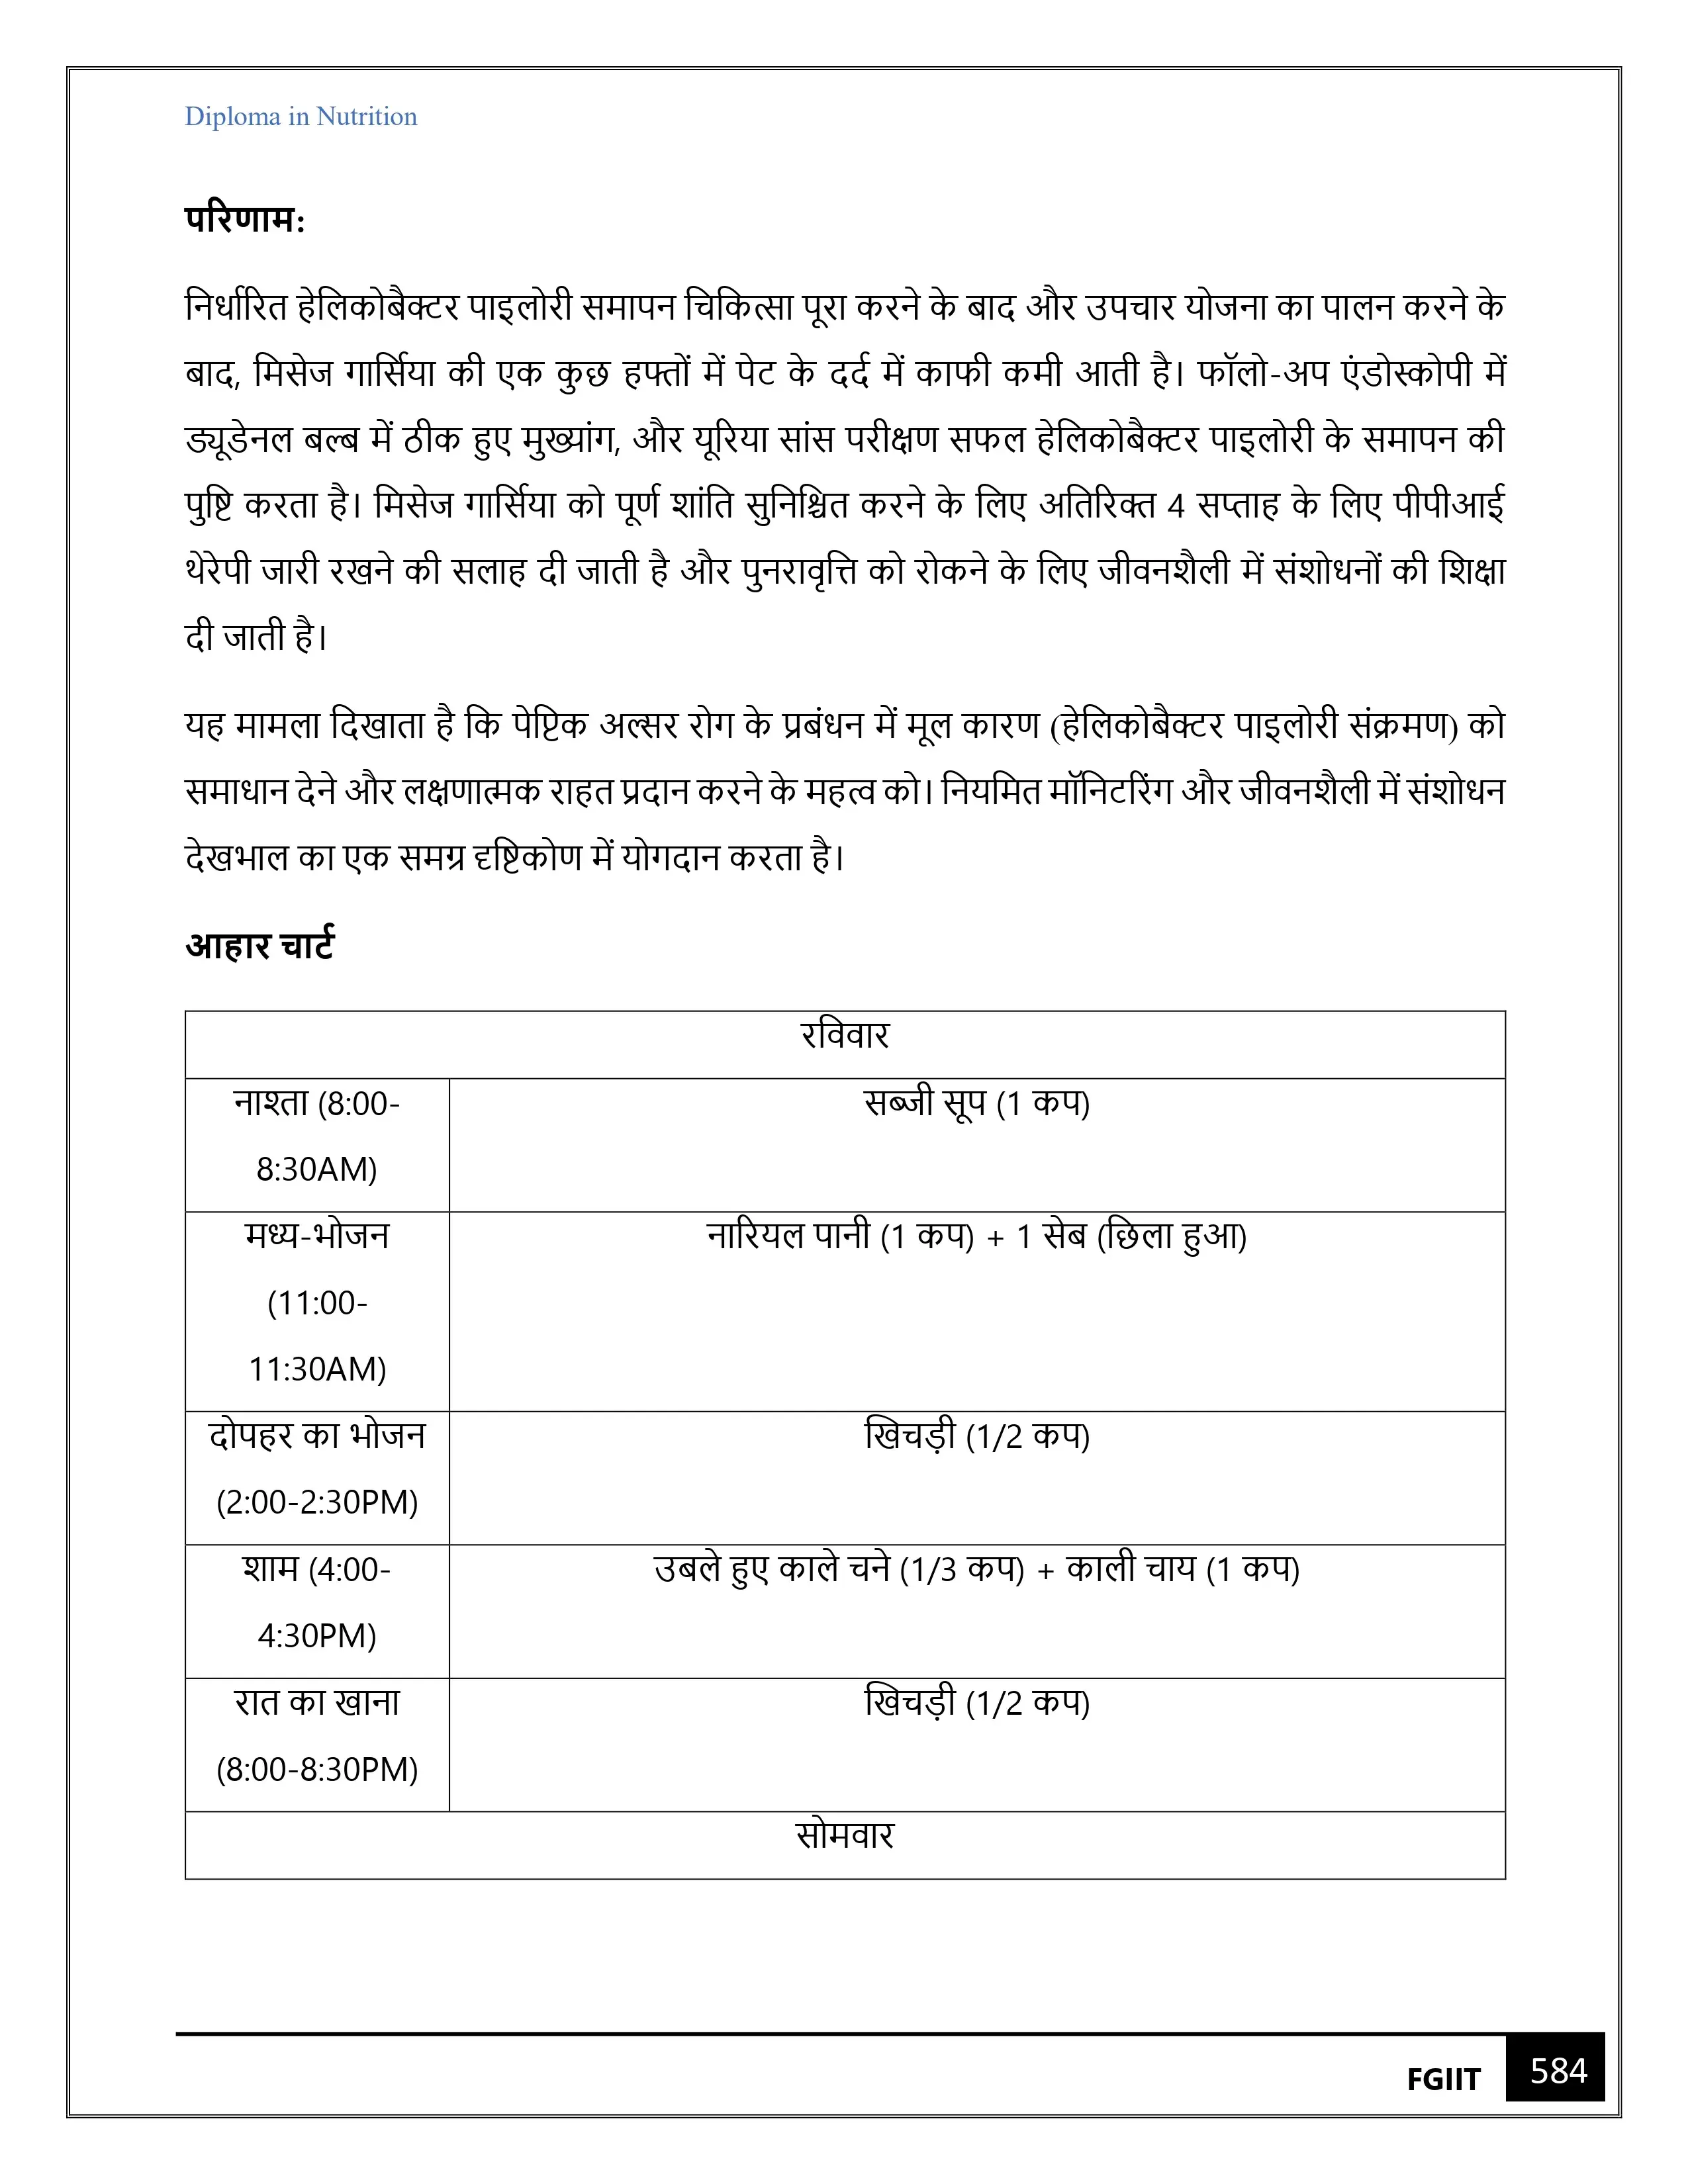 Diploma in Nutrition
परिणाम:
निर्धारित हेलिकोबैक्टर पाइलोरी समापन चिकित्सा पूरा करने के बाद और उपचार योजना का पालन करने के
बाद, मिसेज गार्सिया की एक कुछ हफ्तों में पेट के दर्द में काफी कमी आती है। फॉलो-अप एंडोस्कोपी में
ड्यूडेनल बल्ब में ठीक हुए मुख्यांग, और यूरिया सांस परीक्षण सफल हेलिकोबैक्टर पाइलोरी के समापन की
पुष्टि करता है। मिसेज गार्सिया को पूर्ण शांति सुनिश्चित करने के लिए अतिरिक्त 4 सप्ताह के लिए पीपीआई
थेरेपी जारी रखने की सलाह दी जाती है और पुनरावृत्ति को रोकने के लिए जीवनशैली में संशोधनों की शिक्षा
दी जाती है।
यह मामला दिखाता है कि पेप्टिक अल्सर रोग के प्रबंधन में मूल कारण (हेलिकोबैक्टर पाइलोरी संक्रमण) को
समाधान देने और लक्षणात्मक राहत प्रदान करने के महत्व को। नियमित मॉनिटरिंग और जीवनशैली में संशोधन
देखभाल का एक समग्र दृष्टिकोण में योगदान करता है।
आहार चार्ट
रविवार
नाश्ता (8:00-
8:30AM)
सब्जी सूप (1 कप)
मध्य-भोजन
(11:00-
11:30AM)
नारियल पानी (1 कप) + 1 सेब (छिला हुआ)
दोपहर का भोजन
(2:00-2:30PM)
खिचड़ी (1/2 कप)
शाम (4:00-
4:30PM)
उबले हुए काले चने (1/3 कप) + काली चाय (1 कप)
रात का खाना
(8:00-8:30PM)
खिचड़ी (1/2 कप)
सोमवार
FGIIT
584